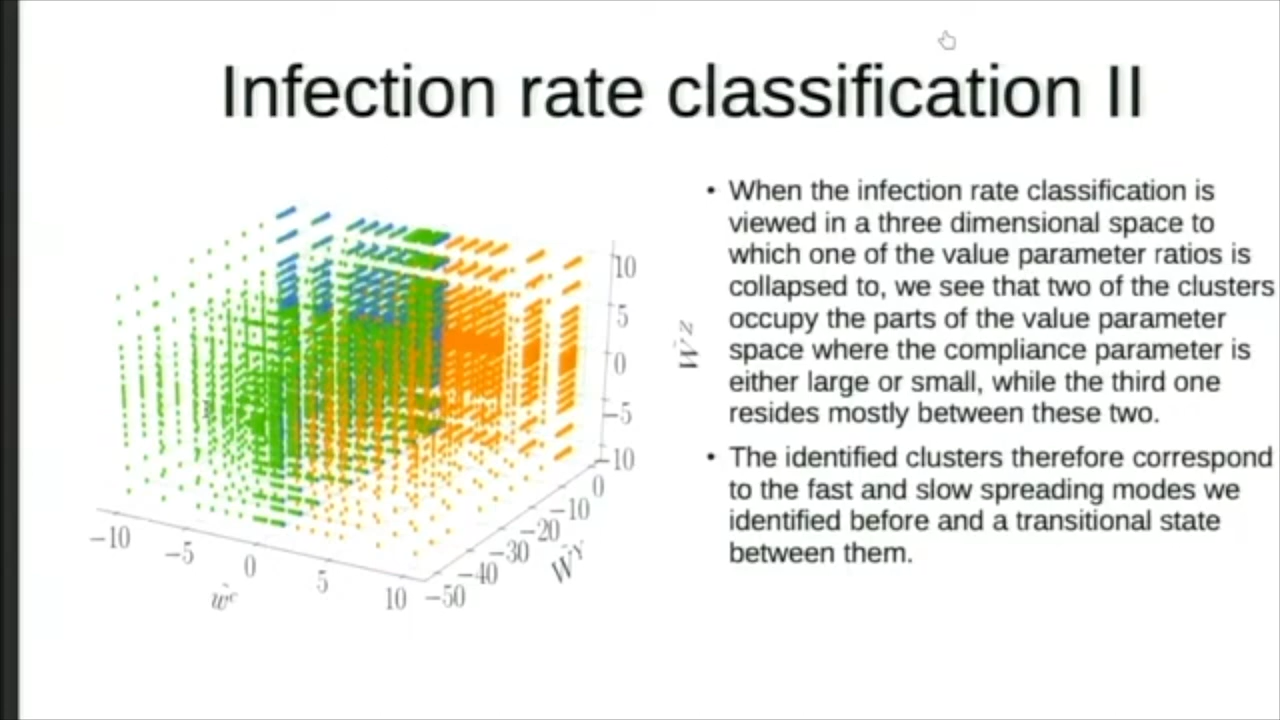 Infection rate classification II
• When the infection rate classification is
viewed in a three dimensional space to
which one of the value parameter ratios is
collapsed to, we see that two of the clusters
occupy the parts of the value parameter
space where the compliance parameter is
either large or small, while the third one
resides mostly between these two.
• The identified clusters therefore correspond
to the fast and slow spreading modes we
identified before and a transitional state
between them.
10
5
0
−5
−10
0
−10
−20
−30
−40
−50
−10
−5
0
5
10